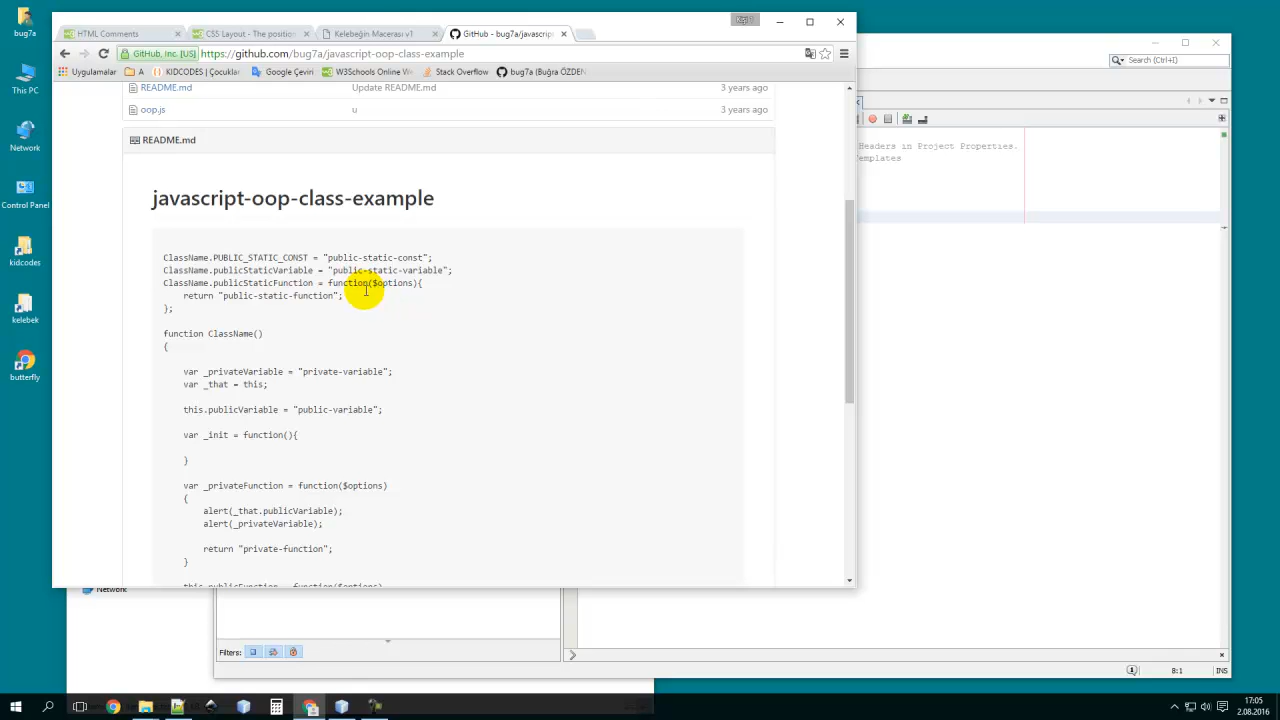 bug7a
This PC
Network
Control Panel
kidcodes
kelebek
butterfly
HTML Comments
CSS Layout - The position
Kelebeğin Macerası v1
GitHub - bug7a/javascript
GitHub, Inc. [US]
https://github.com/bug7a/javascript-oop-class-example
Uygulamalar
A
KIDCODES | Çocuklar
Google Çeviri
W3Schools Online We
Stack Overflow
bug7a (Buğra ÖZDEN
README.md
Update README.md
3 years ago
oop.js
u
3 years ago
README.md
javascript-oop-class-example
ClassName.PUBLIC_STATIC_CONST = "public-static-const";
ClassName.publicStaticVariable = "public-static-variable";
ClassName.publicStaticFunction = function($options){
return "public-static-function";
};
function ClassName()
{
var _privateVariable = "private-variable";
var _that = this;
this.publicVariable = "public-variable";
var _init = function(){
}
var _privateFunction = function($options)
{
alert(_that.publicVariable);
alert(_privateVariable);
return "private-function";
}
this.publicFunction = function($options)
Search (Ctrl+I)
Headers in Project Properties.
Templates
Network
Filters:
8:1
INS
17:05
2.08.2016